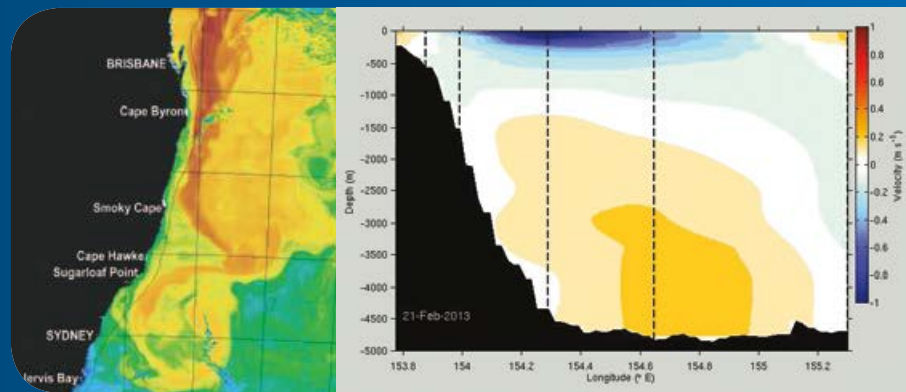 BRISBANE
Cape Byron
Smoky Cape
Cape Hawke
Sugarloaf Point
SYDNEY
Jervis Bay
0
-500
-1000
-1500
-2000
-2500
-3000
-3500
-4000
-4500
-5000
Depth (m)
21-Feb-2013
153.8
154
154.2
154.4
154.6
154.8
155
155.2
Longitude (° E)
1
0.8
0.6
0.4
0.2
0
-0.2
-0.4
-0.6
-0.8
-1
Velocity (m s⁻¹)